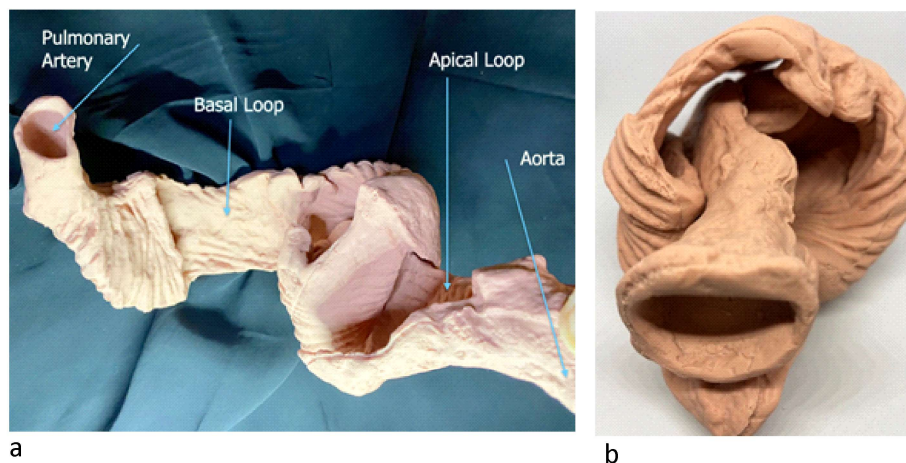 Pulmonary
Artery
Basal Loop
Apical Loop
Aorta
a
b